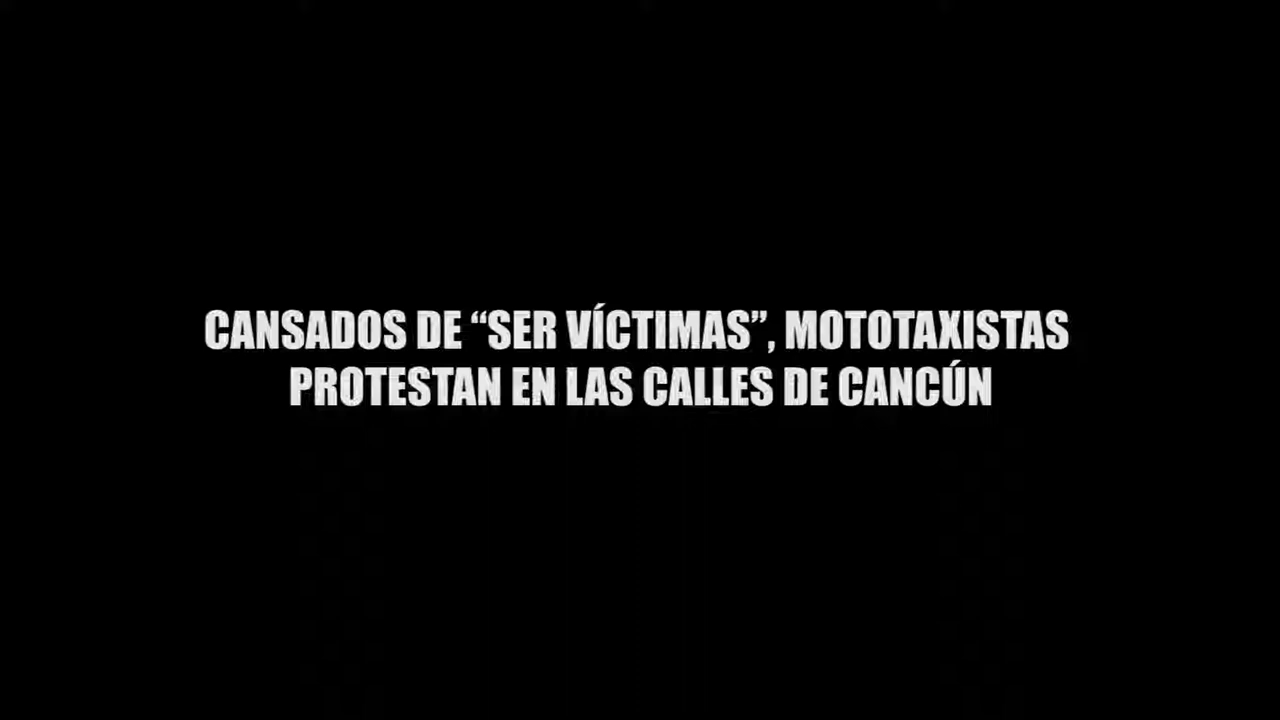 CANSADOS DE “SER VÍCTIMAS”, MOTOTAXISTAS
PROTESTAN EN LAS CALLES DE CANCÚN